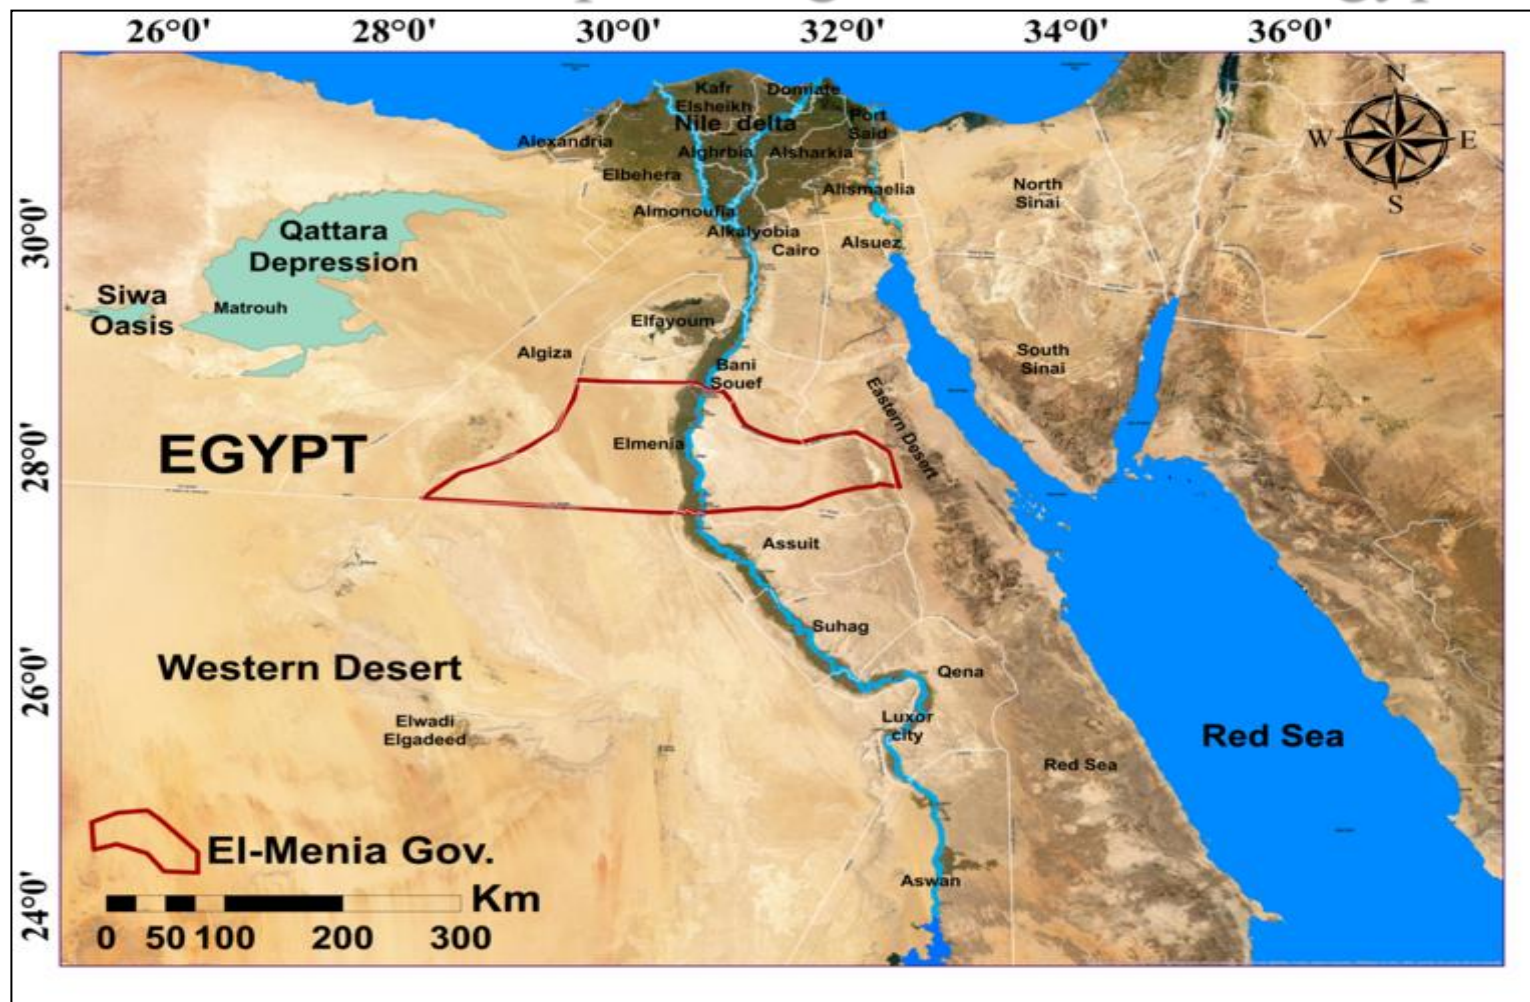 26°0' 28°0' 30°0' 32°0' 34°0' 36°0'
N
W E
S
Kafr
Elsheikh
Domiate
Nile_delta
Port
Said
Alexandria
Alghrbia
Alsharkia
Elbehera
Alismaelia
North
Sinai
Almonoufia
Alkalyobia
Cairo
Alsuez
30°0'
Qattara
Depression
Siwa
Oasis
Matrouh
Elfayoum
Algiza
Bani
Souef
South
Sinai
Eastern Desert
28°0'
EGYPT
Elmenia
Assuit
Suhag
26°0'
Western Desert
Qena
Elwadi
Elgadeed
Luxor
city
Red Sea
Red Sea
El-Menia Gov.
Aswan
24°0'
Km
0 50 100 200 300